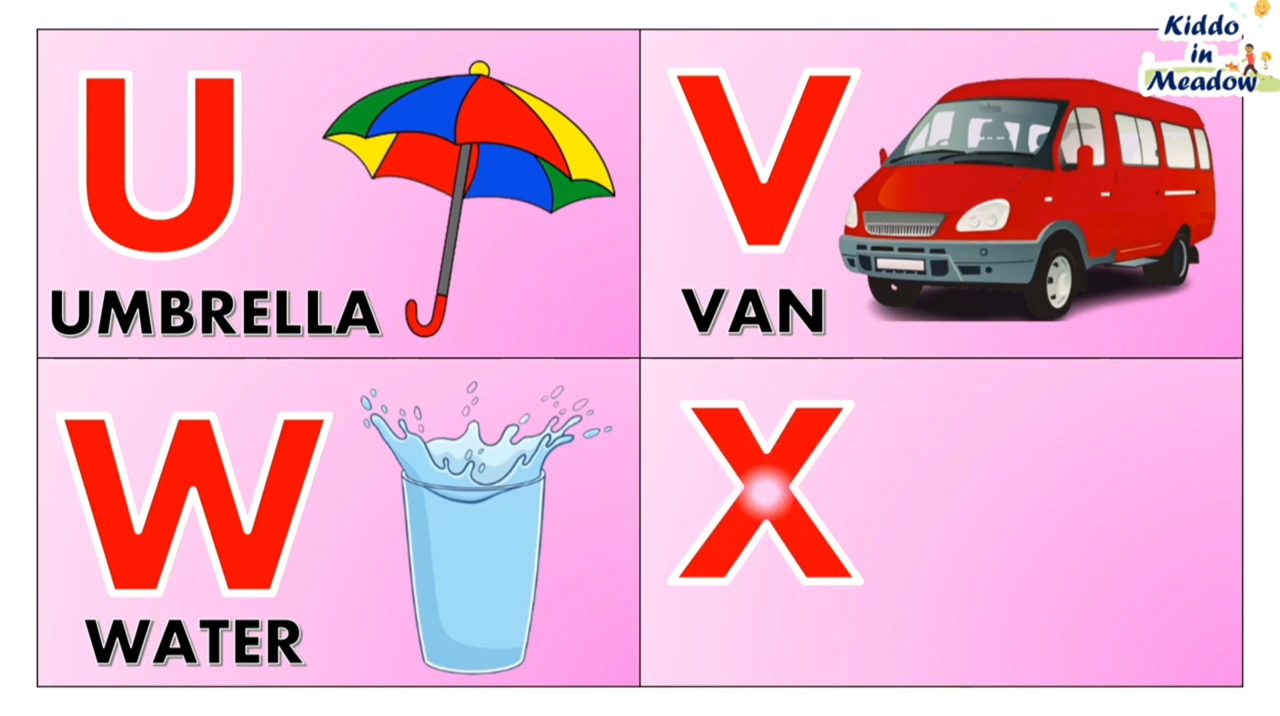 Kiddo
in
Meadow
U
UMBRELLA
V
VAN
W
WATER
X